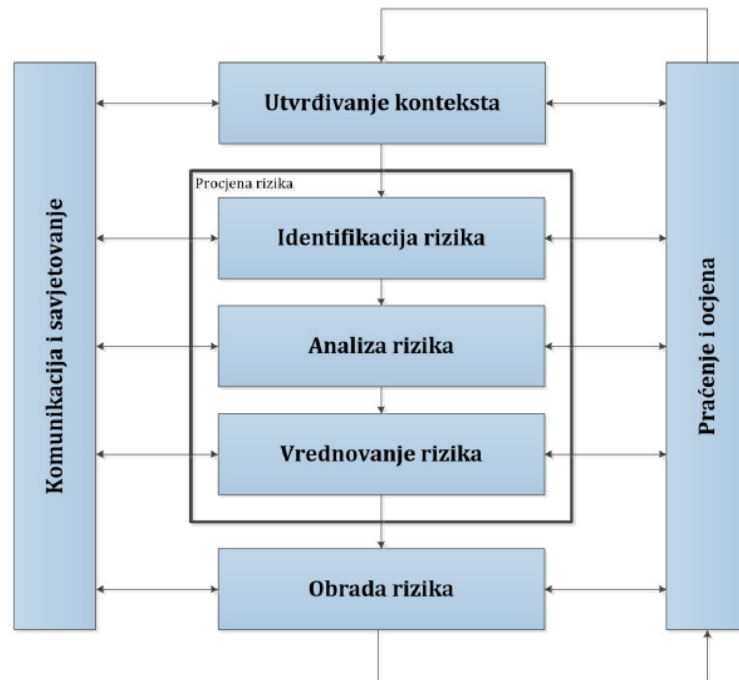 Utvrđivanje konteksta
Procjena rizika
Identifikacija rizika
Analiza rizika
Vrednovanje rizika
Obrada rizika
Komunikacija i savjetovanje
Praćenje i ocjena